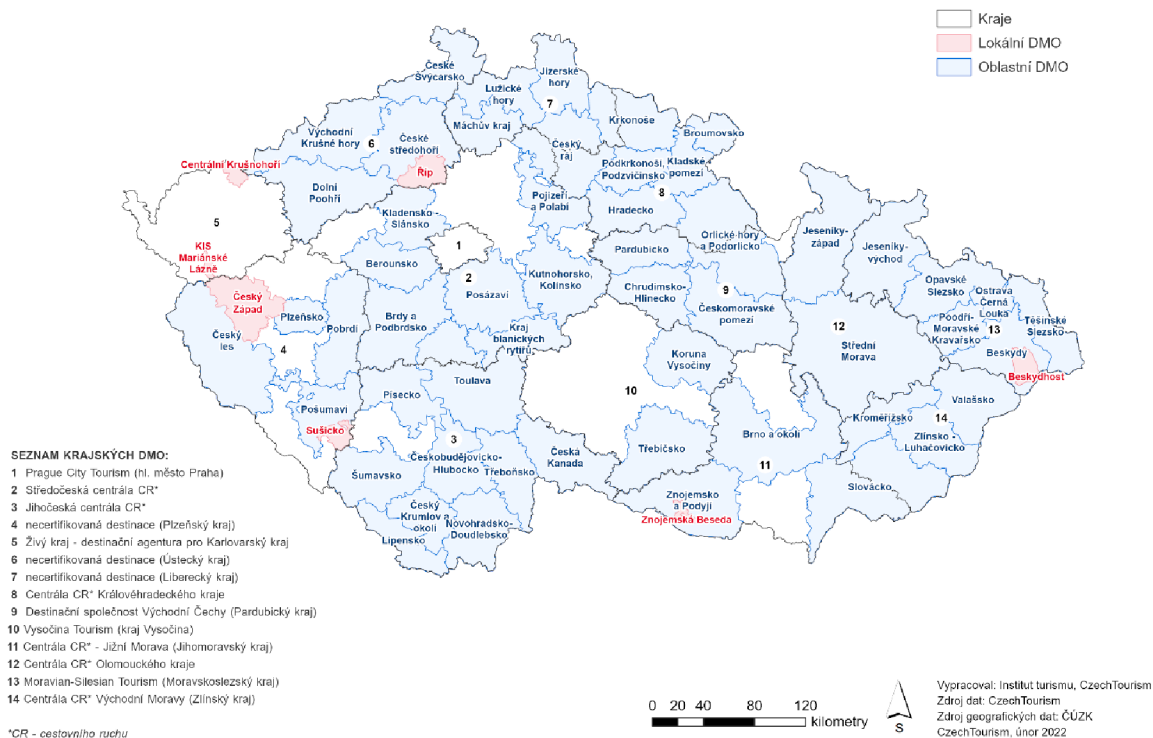 Kraje
Lokální DMO
Oblastní DMO
České
Švýcarsko
Lužické
hory
Jizerské
hory
7
Máchův kraj
Krkonoše
Broumovsko
Východní
Krušné hory
6
České
středohoří
Český
ráj
Podkrkonoší,
Podzvičinsko
Kladské
pomezí
Centrální Krušnohoří
Říp
Dolní
Poohří
8
Pojizeří
a Polabí
Hradecko
Kladensko-
Slánsko
5
Orlické hory
a Podorlicko
Jeseníky-
západ
Jeseníky-
východ
1
Pardubicko
KIS
Mariánské
Lázně
Berounsko
2
Posázaví
Kutnohorsko,
Kolínsko
Chrudimsko-
Hlinecko
9
Českomoravské
pomezí
Opavské
Slezsko
Ostrava
Černá
Louka
Český
Západ
Plzeňsko
Pobrdí
Brdy a
Podbrdsko
Kraj
blanických
rytířů
12
Střední
Morava
Poodří-
Moravské
Kravařsko
13
Těšínské
Slezsko
Český
les
4
Koruna
Vysočiny
Beskydy
Beskydhost
Toulava
Písecko
10
Valašsko
Pošumaví
Sušicko
Kroměřížsko
14
Zlínsko -
Luhačovicko
3
Třebíčsko
Brno a okolí
11
Šumavsko
Českobudějovicko-
Hlubocko
Třeboňsko
Česká
Kanada
Slovácko
Znojemsko
a Podyjí
Znojemská Beseda
Český
Krumlov a
okolí
Lipensko
Novohradsko-
Doudlebsko
SEZNAM KRAJSKÝCH DMO:
1 Prague City Tourism (hl. město Praha)
2 Středočeská centrála CR*
3 Jihočeská centrála CR*
4 necertifikovaná destinace (Plzeňský kraj)
5 Živý kraj - destinační agentura pro Karlovarský kraj
6 necertifikovaná destinace (Ústecký kraj)
7 necertifikovaná destinace (Liberecký kraj)
8 Centrála CR* Královéhradeckého kraje
9 Destinační společnost Východní Čechy (Pardubický kraj)
10 Vysočina Tourism (kraj Vysočina)
11 Centrála CR* - Jižní Morava (Jihomoravský kraj)
12 Centrála CR* Olomouckého kraje
13 Moravian-Silesian Tourism (Moravskoslezský kraj)
14 Centrála CR* Východní Moravy (Zlínský kraj)
*CR - cestovního ruchu
0 20 40 80 120
kilometry
S
Vypracoval: Institut turismu, CzechTourism
Zdroj dat: CzechTourism
Zdroj geografických dat: ČÚZK
CzechTourism, únor 2022